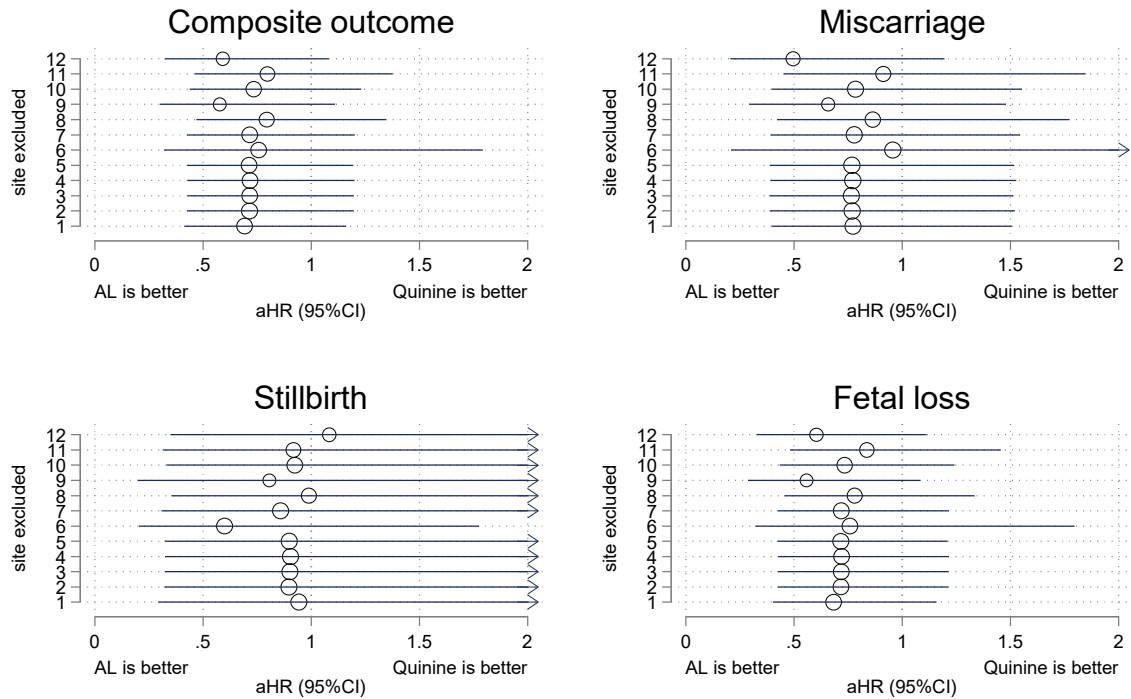 Composite outcome
site excluded
12
11
10
9
8
7
6
5
4
3
2
1
0 .5 1 1.5 2
AL is better Quinine is better
aHR (95%CI)
Miscarriage
site excluded
12
11
10
9
8
7
6
5
4
3
2
1
0 .5 1 1.5 2
AL is better Quinine is better
aHR (95%CI)
Stillbirth
site excluded
12
11
10
9
8
7
6
5
4
3
2
1
0 .5 1 1.5 2
AL is better Quinine is better
aHR (95%CI)
Fetal loss
site excluded
12
11
10
9
8
7
6
5
4
3
2
1
0 .5 1 1.5 2
AL is better Quinine is better
aHR (95%CI)